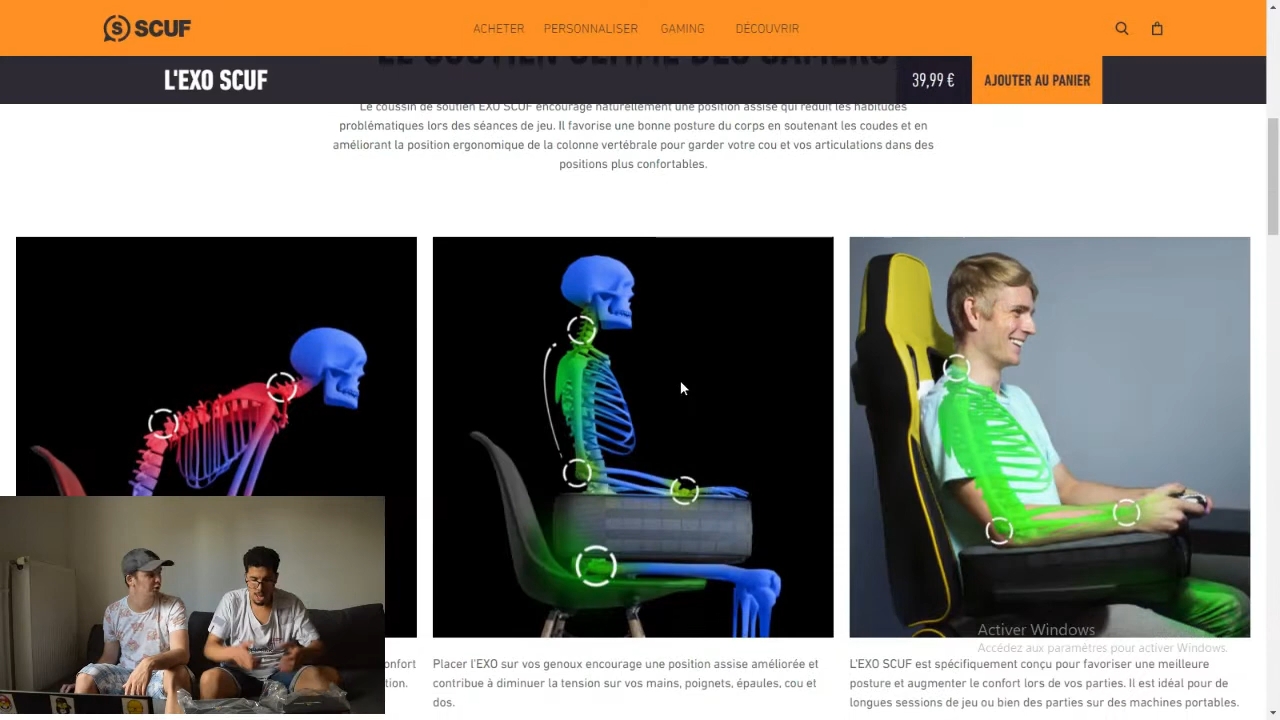 SCUF
ACHETER PERSONNALISER GAMING DÉCOUVRIR
L'EXO SCUF
39,99 €
AJOUTER AU PANIER
LE SOUTIEN ULTIME DES GAMERS
Le coussin de soutien EXO SCUF encourage naturellement une position assise qui réduit les habitudes
problématiques lors des séances de jeu. Il favorise une bonne posture du corps en soutenant les coudes et en
améliorant la position ergonomique de la colonne vertébrale pour garder votre cou et vos articulations dans des
positions plus confortables.
onfort
tion.
Placer l'EXO sur vos genoux encourage une position assise améliorée et
contribue à diminuer la tension sur vos mains, poignets, épaules, cou et
dos.
Activer Windows
Accédez aux paramètres pour activer Windows.
L'EXO SCUF est spécifiquement conçu pour favoriser une meilleure
posture et augmenter le confort lors de vos parties. Il est idéal pour de
longues sessions de jeu ou bien des parties sur des machines portables.